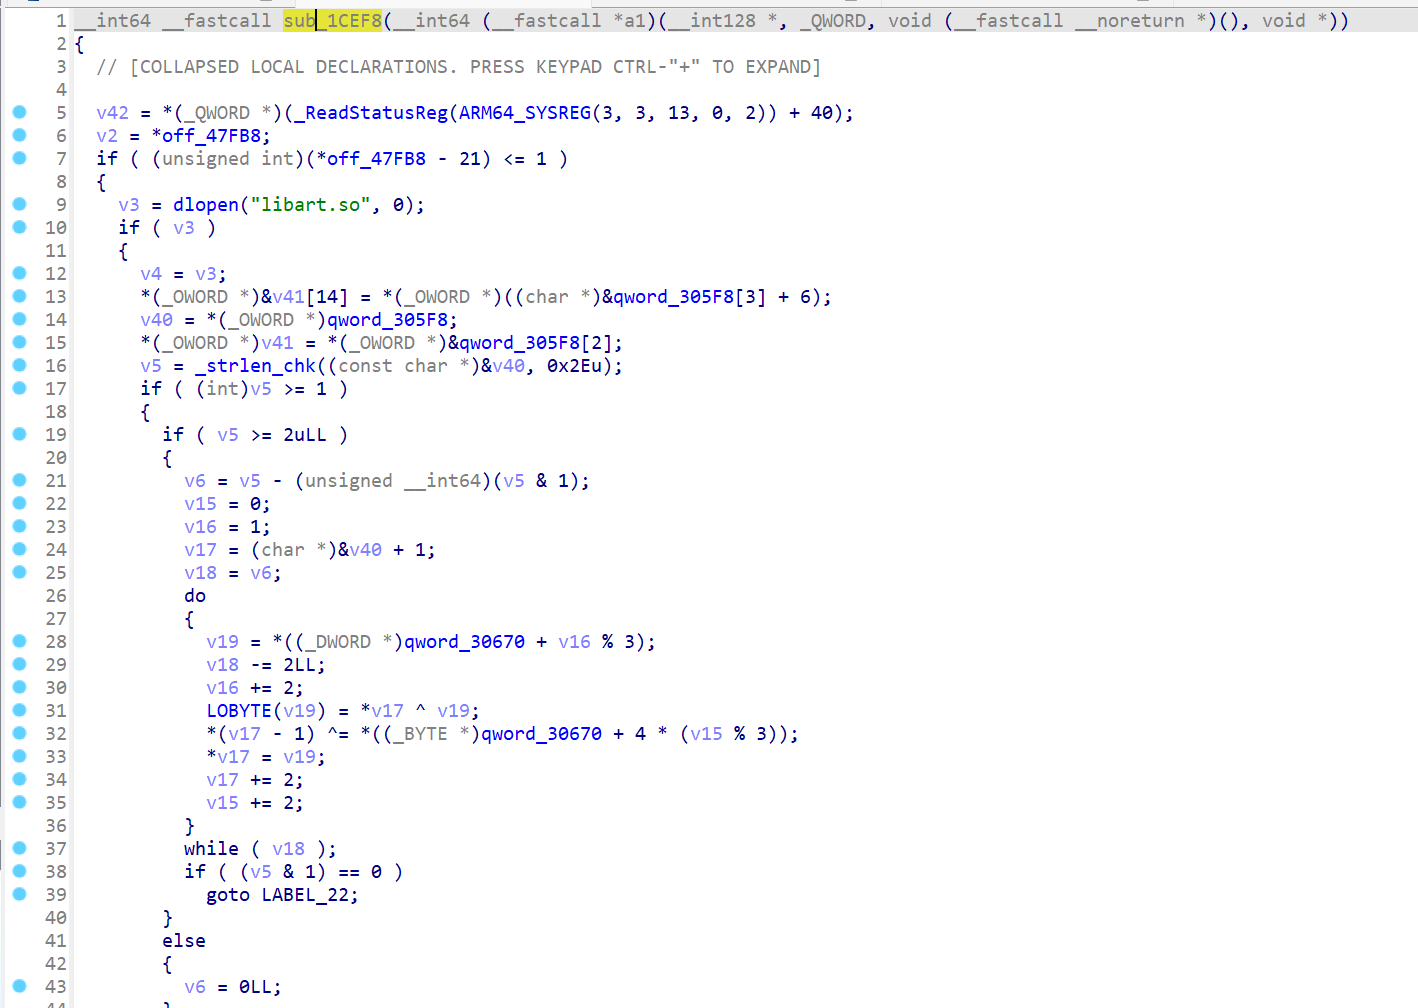 1 __int64 __fastcall sub_1CEF8(__int64 (__fastcall *a1)(__int128 *, _QWORD, void (__fastcall __noreturn *)(), void *))
2 {
3 // [COLLAPSED LOCAL DECLARATIONS. PRESS KEYPAD CTRL-"+" TO EXPAND]
4
5 v42 = *(_QWORD *)(_ReadStatusReg(ARM64_SYSREG(3, 3, 13, 0, 2)) + 40);
6 v2 = *off_47FB8;
7 if ( (unsigned int)(*off_47FB8 - 21) <= 1 )
8 {
9 v3 = dlopen("libart.so", 0);
10 if ( v3 )
11 {
12 v4 = v3;
13 *(_OWORD *)&v41[14] = *(_OWORD *)((char *)&qword_305F8[3] + 6);
14 v40 = *(_OWORD *)qword_305F8;
15 *(_OWORD *)v41 = *(_OWORD *)&qword_305F8[2];
16 v5 = _strlen_chk((const char *)&v40, 0x2Eu);
17 if ( (int)v5 >= 1 )
18 {
19 if ( v5 >= 2uLL )
20 {
21 v6 = v5 - (unsigned __int64)(v5 & 1);
22 v15 = 0;
23 v16 = 1;
24 v17 = (char *)&v40 + 1;
25 v18 = v6;
26 do
27 {
28 v19 = *((_DWORD *)qword_30670 + v16 % 3);
29 v18 -= 2LL;
30 v16 += 2;
31 LOBYTE(v19) = *v17 ^ v19;
32 *(v17 - 1) ^= *((_BYTE *)qword_30670 + 4 * (v15 % 3));
33 *v17 = v19;
34 v17 += 2;
35 v15 += 2;
36 }
37 while ( v18 );
38 if ( (v5 & 1) == 0 )
39 goto LABEL_22;
40 }
41 else
42 {
43 v6 = 0LL;
44 }